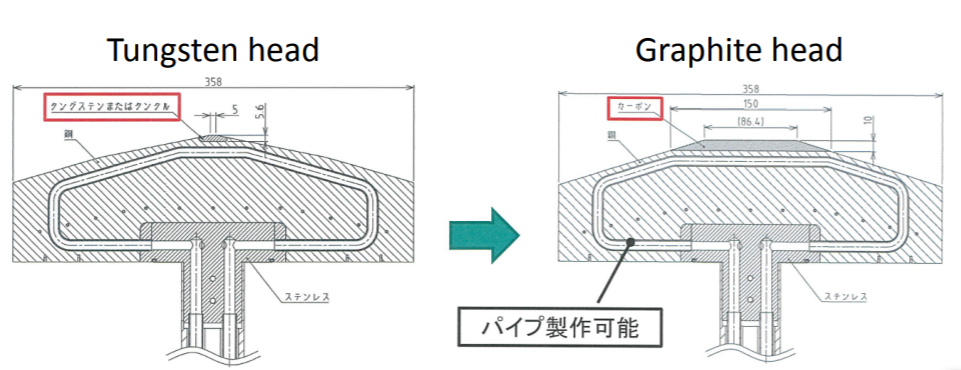 Tungsten head
Graphite head
358
タングステンまたはタンタル
5
5.6
銅
ステンレス
358
150
カーボン
(86.4)
10
銅
ステンレス
パイプ製作可能